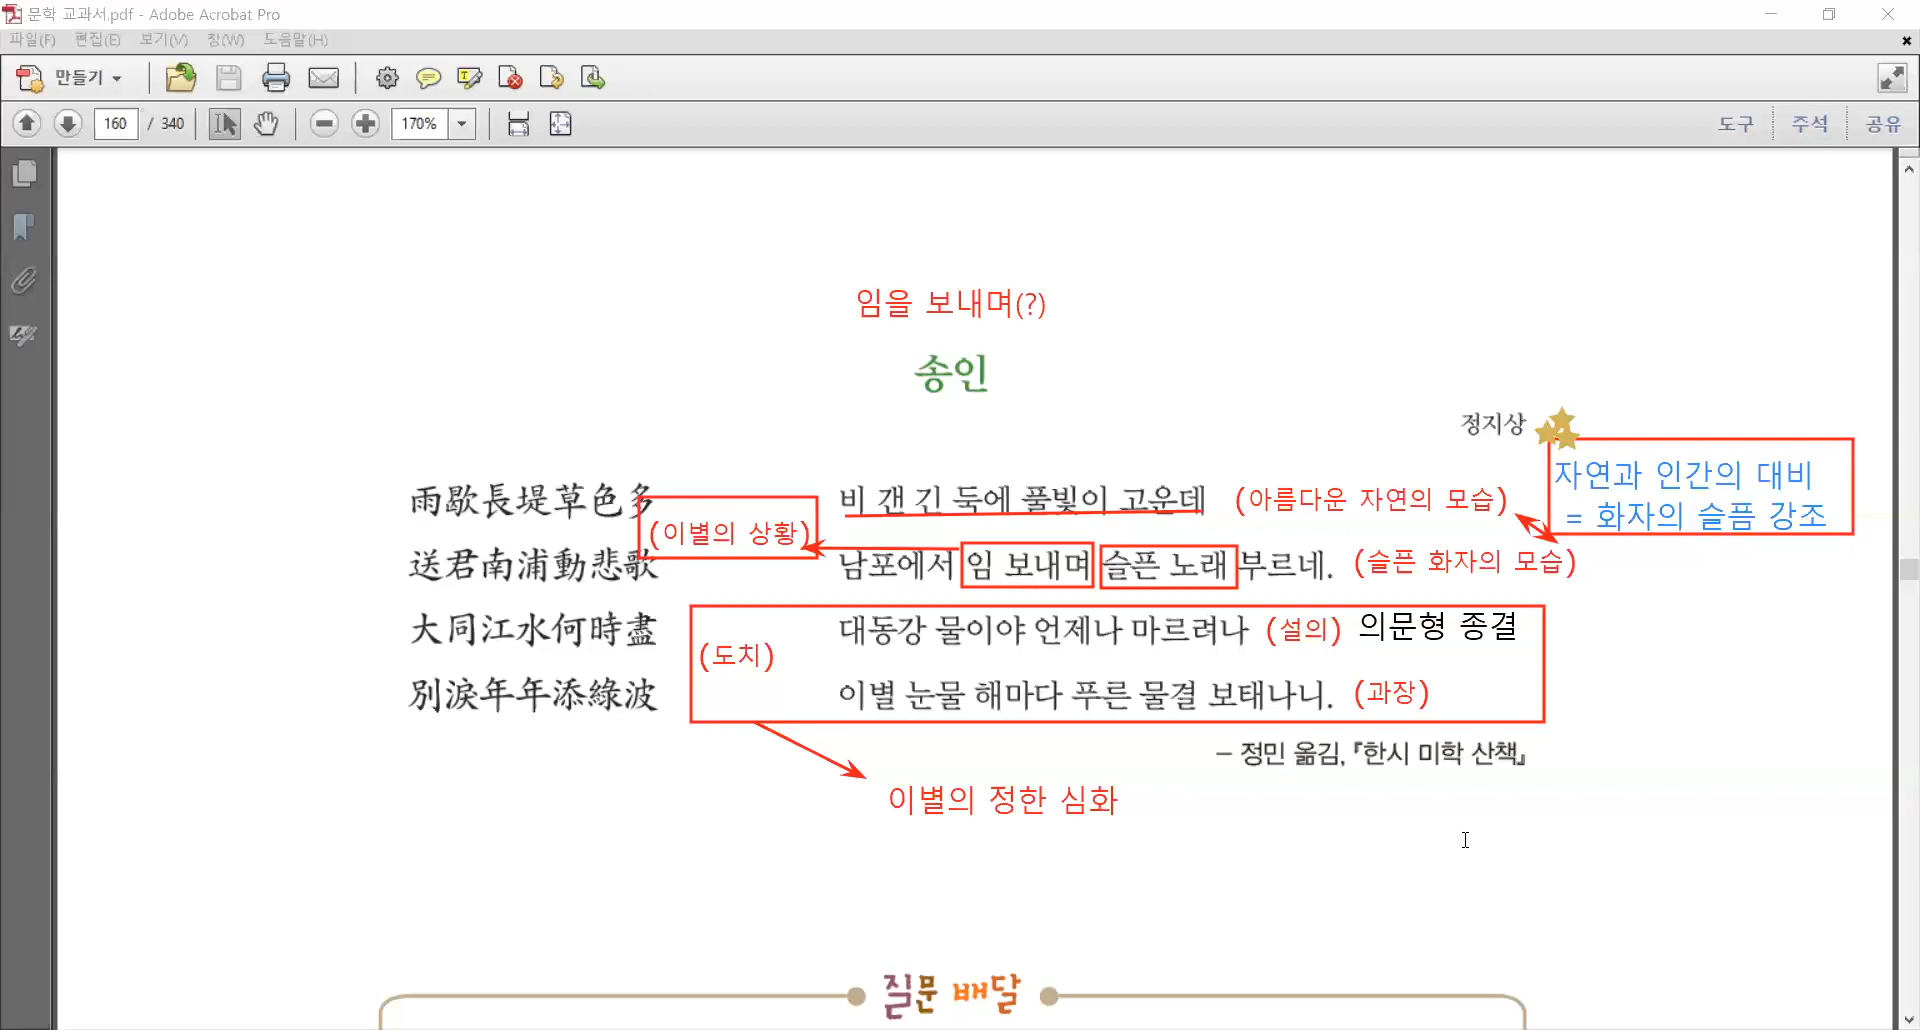 문학 교과서.pdf - Adobe Acrobat Pro
파일(F) 편집(E) 보기(V) 창(W) 도움말(H)
만들기
160 / 340 170% 도구 주석 공유
임을 보내며(?)
송인
정지상
자연과 인간의 대비
= 화자의 슬픔 강조
雨歇長堤草色多 비 갠 긴 둑에 풀빛이 고운데 (아름다운 자연의 모습)
(이별의 상황)
送君南浦動悲歌 남포에서 임 보내며 슬픈 노래 부르네. (슬픈 화자의 모습)
大同江水何時盡 대동강 물이야 언제나 마르려나 (설의) 의문형 종결
(도치)
別淚年年添綠波 이별 눈물 해마다 푸른 물결 보태나니. (과장)
– 정민 옮김, 『한시 미학 산책』
이별의 정한 심화
질문 배달